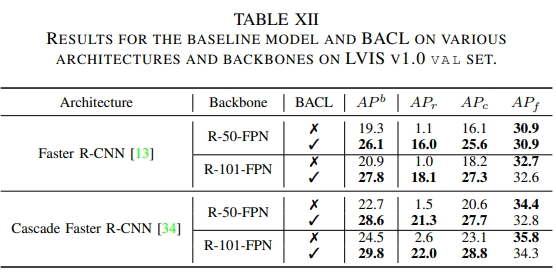 TABLE XII
RESULTS FOR THE BASELINE MODEL AND BACL ON VARIOUS
ARCHITECTURES AND BACKBONES ON LVIS V1.0 VAL SET.
Architecture Backbone BACL AP^b AP_r AP_c AP_f
Faster R-CNN [13] R-50-FPN ✗ 19.3 1.1 16.1 30.9
✓ 26.1 16.0 25.6 30.9
R-101-FPN ✗ 20.9 1.0 18.2 32.7
✓ 27.8 18.1 27.3 32.6
Cascade Faster R-CNN [34] R-50-FPN ✗ 22.7 1.5 20.6 34.4
✓ 28.6 21.3 27.7 32.8
R-101-FPN ✗ 24.5 2.6 23.1 35.8
✓ 29.8 22.0 28.8 34.3